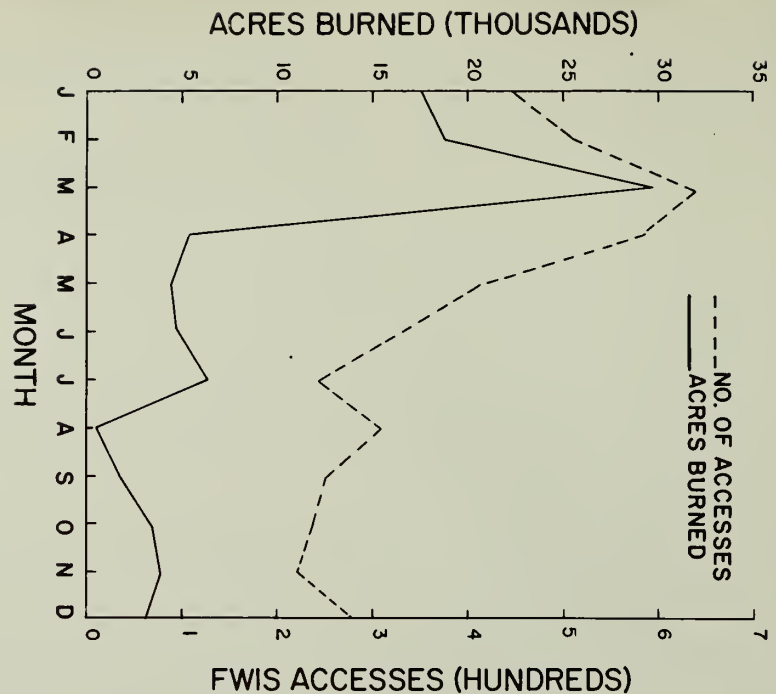 ACRES BURNED (THOUSANDS)
0 5 10 15 20 25 30 35
J
F
M
A
M
J
J
A
S
O
N
D
MONTH
NO. OF ACCESSES
ACRES BURNED
0 1 2 3 4 5 6 7
FWIS ACCESSES (HUNDREDS)